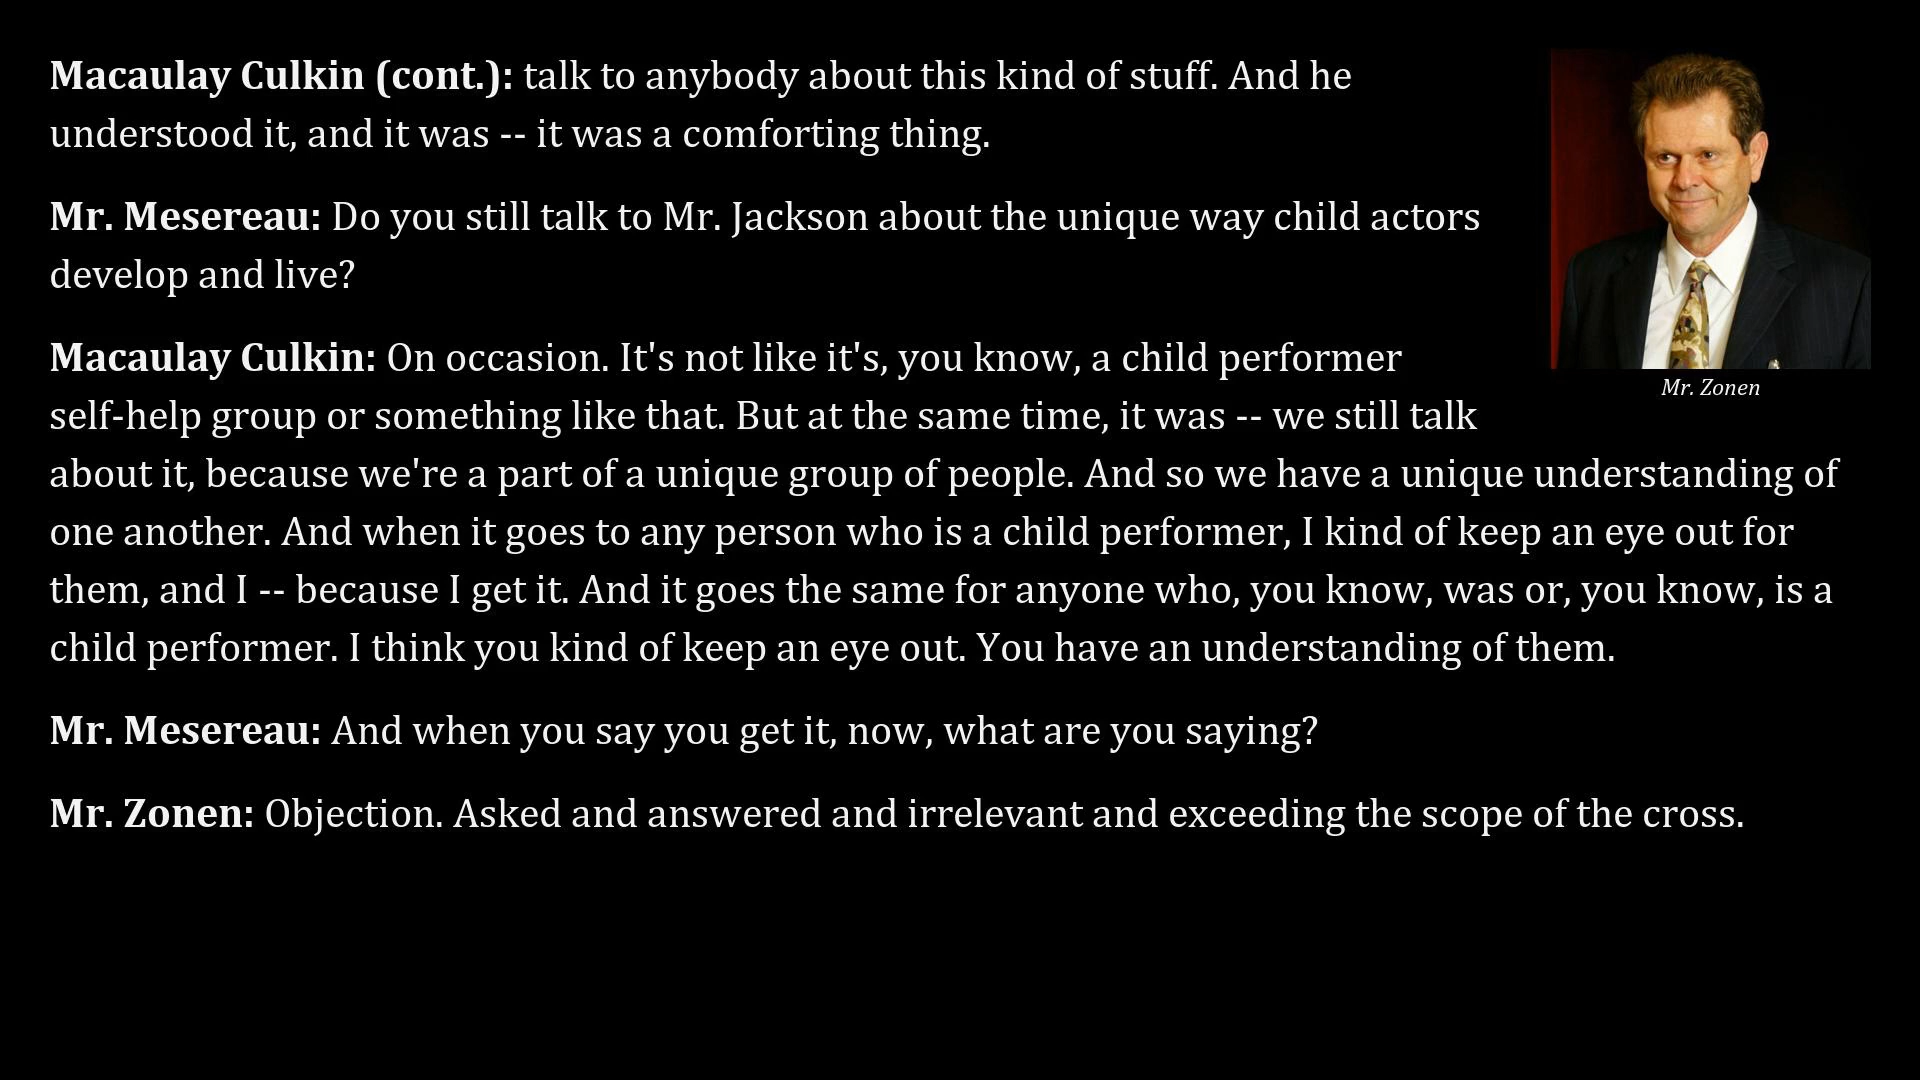 Macaulay Culkin (cont.): talk to anybody about this kind of stuff. And he
understood it, and it was -- it was a comforting thing.
Mr. Mesereau: Do you still talk to Mr. Jackson about the unique way child actors
develop and live?
Macaulay Culkin: On occasion. It's not like it's, you know, a child performer
self-help group or something like that. But at the same time, it was -- we still talk
about it, because we're a part of a unique group of people. And so we have a unique understanding of
one another. And when it goes to any person who is a child performer, I kind of keep an eye out for
them, and I -- because I get it. And it goes the same for anyone who, you know, was or, you know, is a
child performer. I think you kind of keep an eye out. You have an understanding of them.
Mr. Mesereau: And when you say you get it, now, what are you saying?
Mr. Zonen: Objection. Asked and answered and irrelevant and exceeding the scope of the cross.
Mr. Zonen